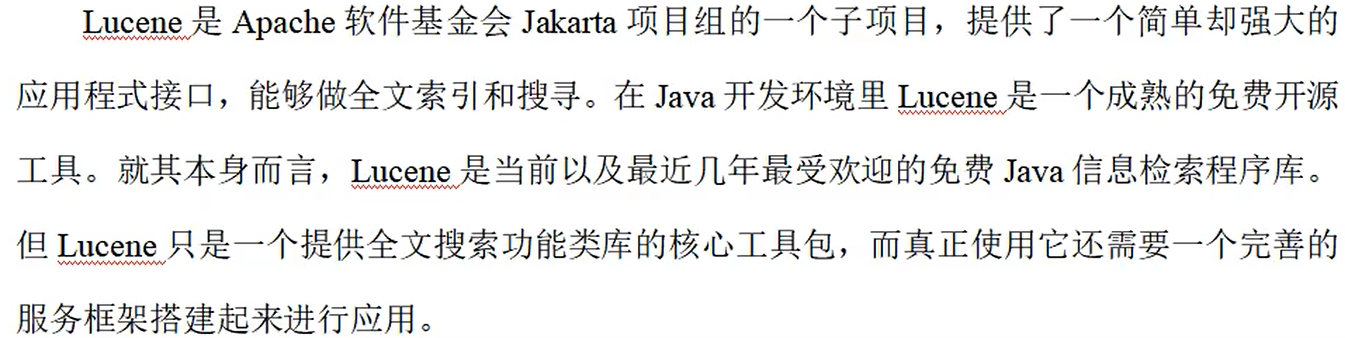 Lucene 是 Apache 软件基金会 Jakarta 项目组的一个子项目，提供了一个简单却强大的
应用程式接口，能够做全文索引和搜寻。在 Java 开发环境里 Lucene 是一个成熟的免费开源
工具。就其本身而言，Lucene 是当前以及最近几年最受欢迎的免费 Java 信息检索程序库。
但 Lucene 只是一个提供全文搜索功能类库的核心工具包，而真正使用它还需要一个完善的
服务框架搭建起来进行应用。